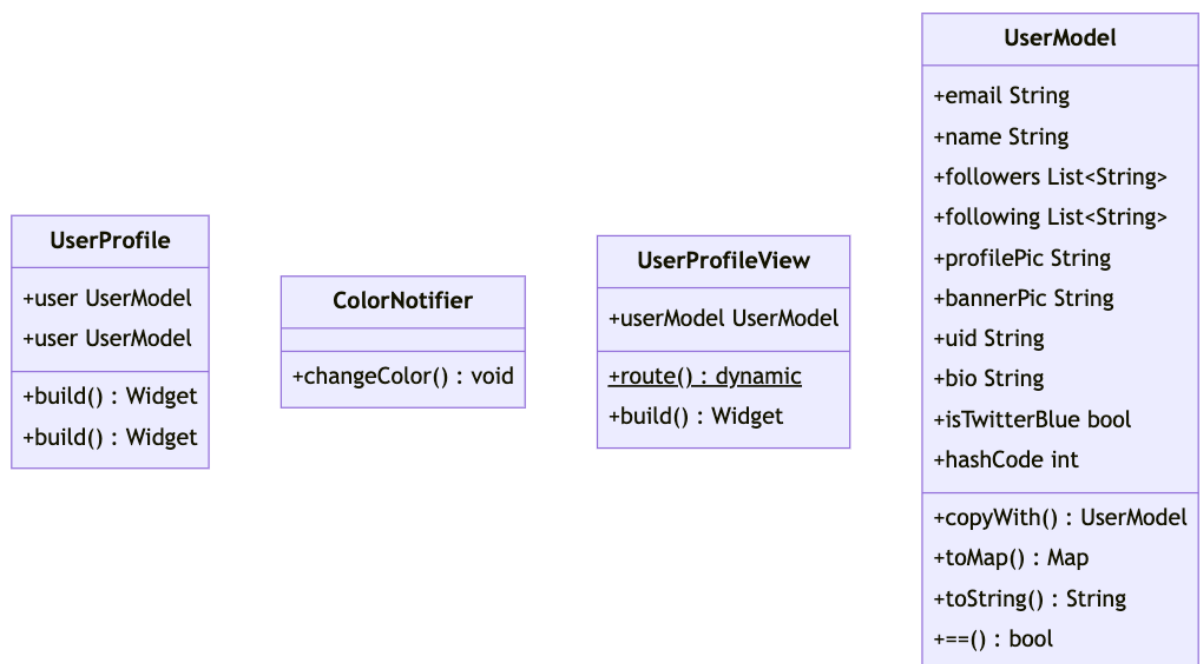 UserProfile
+user UserModel
+user UserModel
+build() : Widget
+build() : Widget
ColorNotifier
+changeColor() : void
UserProfileView
+userModel UserModel
+route() : dynamic
+build() : Widget
UserModel
+email String
+name String
+followers List<String>
+following List<String>
+profilePic String
+bannerPic String
+uid String
+bio String
+isTwitterBlue bool
+hashCode int
+copyWith() : UserModel
+toMap() : Map
+toString() : String
+==() : bool